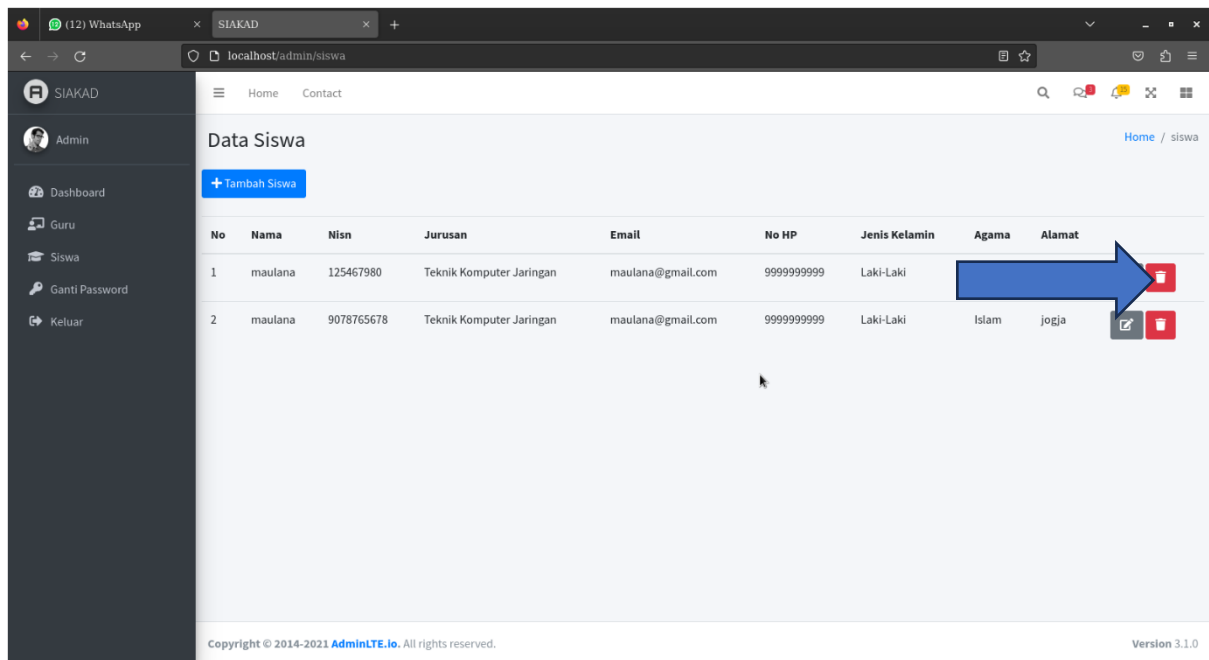 (12) WhatsApp
SIAKAD
localhost/admin/siswa
SIAKAD
Home Contact
3
15
Admin
Data Siswa
Home / siswa
Tambah Siswa
Dashboard
Guru
Siswa
Ganti Password
Keluar
No Nama Nisn Jurusan Email No HP Jenis Kelamin Agama Alamat
1 maulana 125467980 Teknik Komputer Jaringan maulana@gmail.com 9999999999 Laki-Laki
2 maulana 9078765678 Teknik Komputer Jaringan maulana@gmail.com 9999999999 Laki-Laki Islam jogja
Copyright © 2014-2021 AdminLTE.io. All rights reserved.
Version 3.1.0